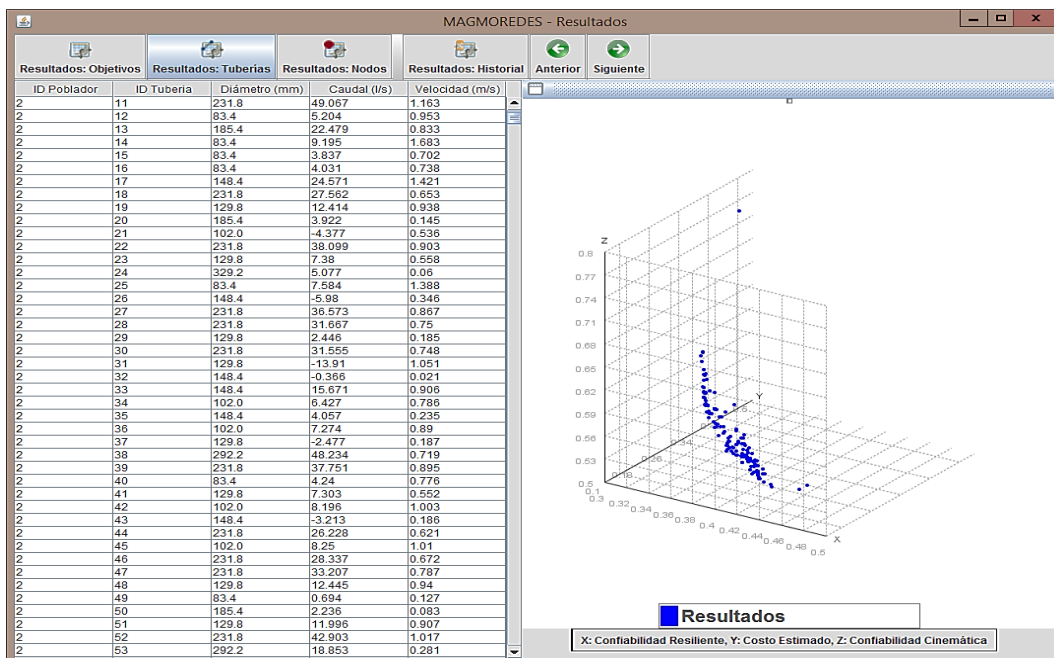 MAGMOREDES - Resultados
Resultados: Objetivos Resultados: Tuberías Resultados: Nodos Resultados: Historial Anterior Siguiente
ID Poblador ID Tuberia Diámetro (mm) Caudal (l/s) Velocidad (m/s)
2 11 231.8 49.067 1.163
2 12 83.4 5.204 0.953
2 13 185.4 22.479 0.833
2 14 83.4 9.195 1.683
2 15 83.4 3.837 0.702
2 16 83.4 4.031 0.738
2 17 148.4 24.571 1.421
2 18 231.8 27.562 0.653
2 19 129.8 12.414 0.938
2 20 185.4 3.922 0.145
2 21 102.0 -4.377 0.536
2 22 231.8 38.099 0.903
2 23 129.8 7.38 0.558
2 24 329.2 5.077 0.06
2 25 83.4 7.584 1.388
2 26 148.4 -5.98 0.346
2 27 231.8 36.573 0.867
2 28 231.8 31.667 0.75
2 29 129.8 2.446 0.185
2 30 231.8 31.555 0.748
2 31 129.8 -13.91 1.051
2 32 148.4 -0.366 0.021
2 33 148.4 15.671 0.906
2 34 102.0 6.427 0.786
2 35 148.4 4.057 0.235
2 36 102.0 7.274 0.89
2 37 129.8 -2.477 0.187
2 38 292.2 48.234 0.719
2 39 231.8 37.751 0.895
2 40 83.4 4.24 0.776
2 41 129.8 7.303 0.552
2 42 102.0 8.196 1.003
2 43 148.4 -3.213 0.186
2 44 231.8 26.228 0.621
2 45 102.0 8.25 1.01
2 46 231.8 28.337 0.672
2 47 231.8 33.207 0.787
2 48 129.8 12.445 0.94
2 49 83.4 0.694 0.127
2 50 185.4 2.236 0.083
2 51 129.8 11.996 0.907
2 52 231.8 42.903 1.017
2 53 292.2 18.853 0.281
Z
0.8
0.77
0.74
0.71
0.68
0.65
0.62
0.59
0.56
0.53
0.5
Y
0.34
0.26
0.18
0.1
0.3 0.32 0.34 0.36 0.38 0.4 0.42 0.44 0.46 0.48 0.5
X
Resultados
X: Confiabilidad Resiliente, Y: Costo Estimado, Z: Confiabilidad Cinemática